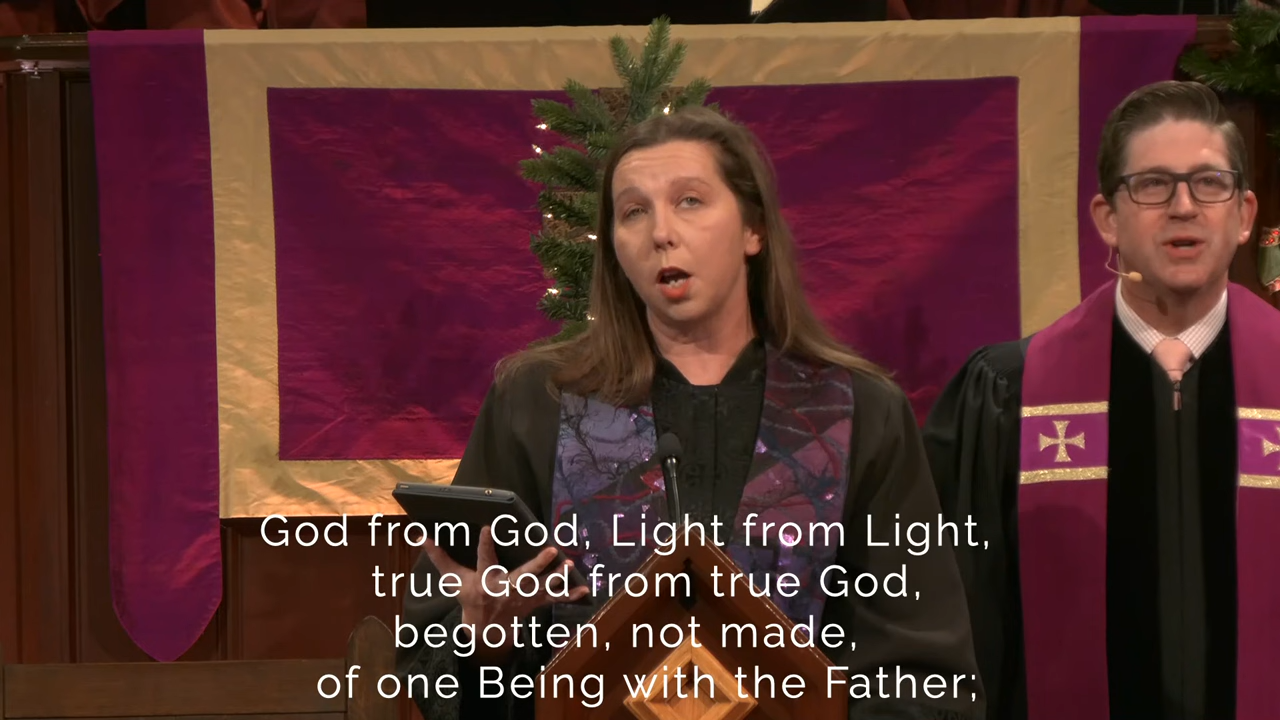 God from God, Light from Light,
true God from true God,
begotten, not made,
of one Being with the Father;